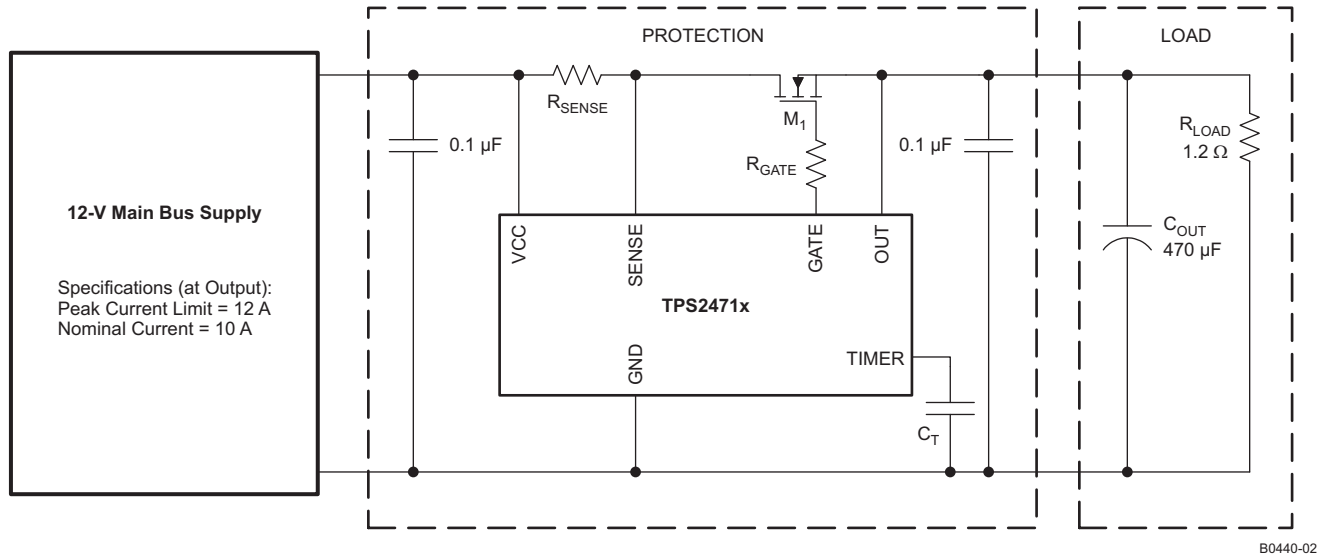 PROTECTION
LOAD
R_SENSE
M_1
0.1 µF
R_GATE
0.1 µF
R_LOAD
1.2 Ω
12-V Main Bus Supply
Specifications (at Output):
Peak Current Limit = 12 A
Nominal Current = 10 A
VCC
SENSE
GATE
OUT
C_OUT
470 µF
TPS2471x
GND
TIMER
C_T
B0440-02